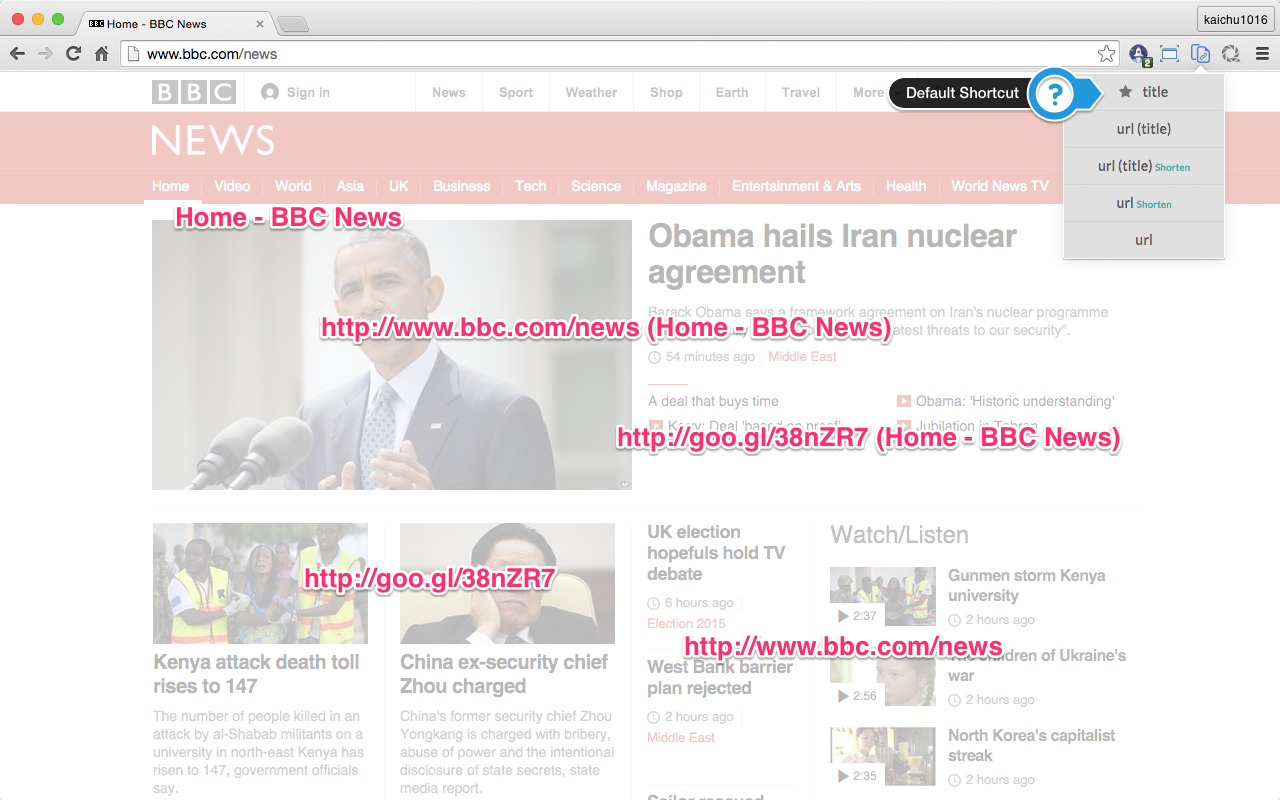 Home - BBC News
kaichu1016
www.bbc.com/news
2
BBC
Sign in
News
Sport
Weather
Shop
Earth
Travel
More
Default Shortcut
?
title
url (title)
url (title) Shorten
url Shorten
url
NEWS
Home
Video
World
Asia
UK
Business
Tech
Science
Magazine
Entertainment & Arts
Health
World News TV
Home - BBC News
Obama hails Iran nuclear
agreement
Barack Obama says a framework agreement on Iran's nuclear programme
http://www.bbc.com/news (Home - BBC News)
threats to our security".
54 minutes ago
Middle East
A deal that buys time
Obama: 'Historic understanding'
Kerry: Deal 'based on proof'
Jubilation in Tehran
http://goo.gl/38nZR7 (Home - BBC News)
http://goo.gl/38nZR7
Kenya attack death toll
rises to 147
The number of people killed in an
attack by al-Shabab militants on a
university in north-east Kenya has
risen to 147, government officials
say.
China ex-security chief
Zhou charged
China's former security chief Zhou
Yongkang is charged with bribery,
abuse of power and the intentional
disclosure of state secrets, state
media report.
UK election
hopefuls hold TV
debate
6 hours ago
Election 2015
http://www.bbc.com/news
West Bank barrier
plan rejected
2 hours ago
Middle East
Watch/Listen
2:37
Gunmen storm Kenya
university
2 hours ago
2:56
The children of Ukraine's
war
2 hours ago
2:35
North Korea's capitalist
streak
2 hours ago